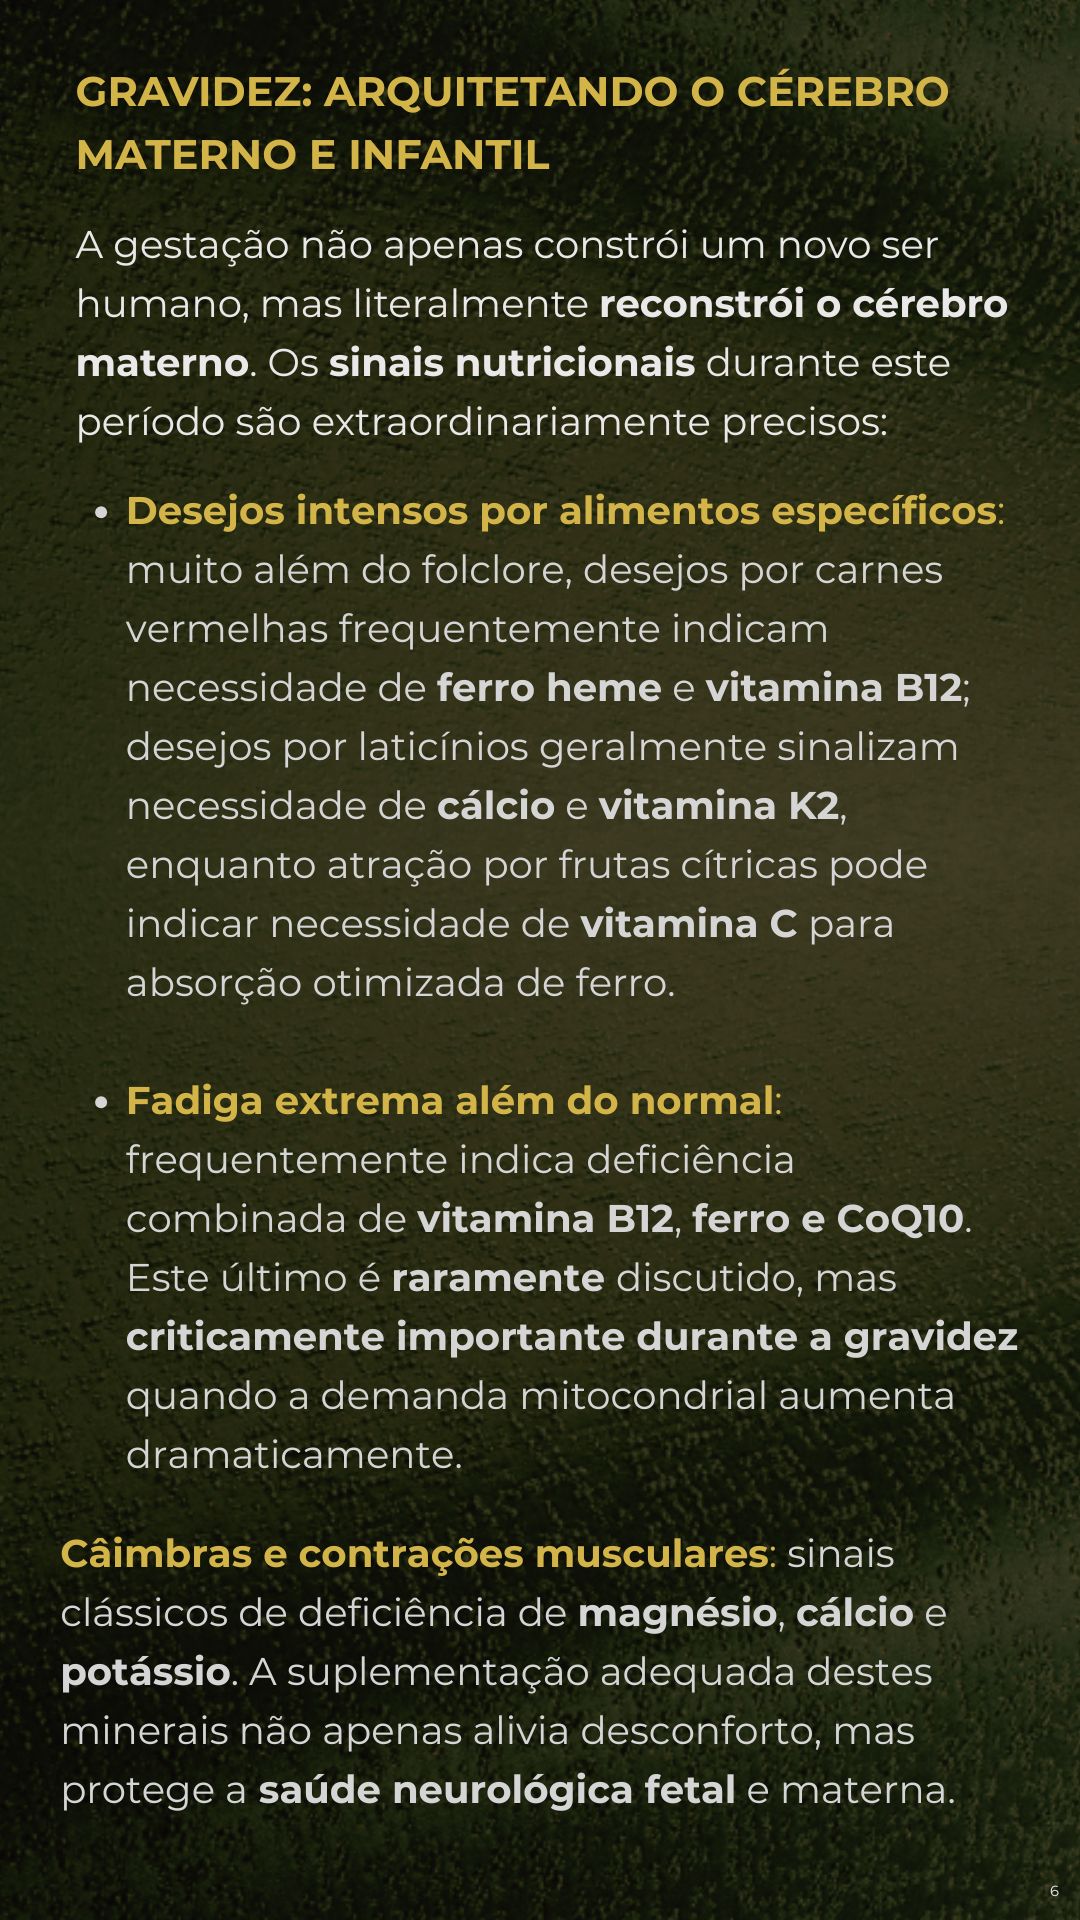 GRAVIDEZ: ARQUITETANDO O CÉREBRO
MATERNO E INFANTIL
A gestação não apenas constrói um novo ser
humano, mas literalmente reconstrói o cérebro
materno. Os sinais nutricionais durante este
período são extraordinariamente precisos:
• Desejos intensos por alimentos específicos:
muito além do folclore, desejos por carnes
vermelhas frequentemente indicam
necessidade de ferro heme e vitamina B12;
desejos por laticínios geralmente sinalizam
necessidade de cálcio e vitamina K2,
enquanto atração por frutas cítricas pode
indicar necessidade de vitamina C para
absorção otimizada de ferro.
• Fadiga extrema além do normal:
frequentemente indica deficiência
combinada de vitamina B12, ferro e CoQ10.
Este último é raramente discutido, mas
criticamente importante durante a gravidez
quando a demanda mitocondrial aumenta
dramaticamente.
Câimbras e contrações musculares: sinais
clássicos de deficiência de magnésio, cálcio e
potássio. A suplementação adequada destes
minerais não apenas alivia desconforto, mas
protege a saúde neurológica fetal e materna.
6